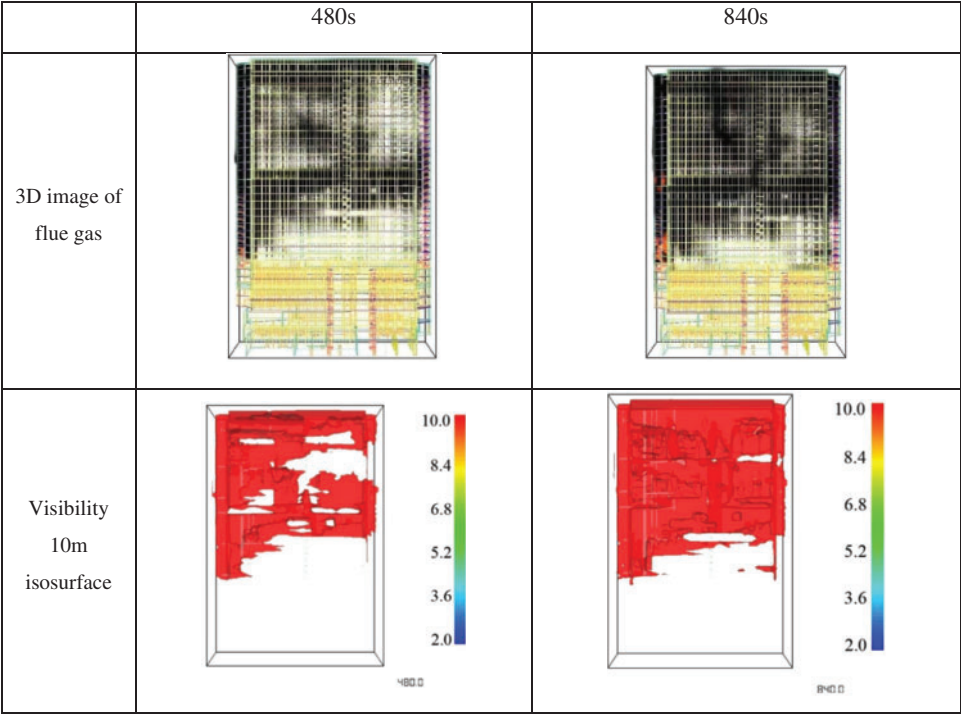 480s
840s
3D image of
flue gas
Visibility
10m
isosurface
10.0
8.4
6.8
5.2
3.6
2.0
480.0
10.0
8.4
6.8
5.2
3.6
2.0
840.0